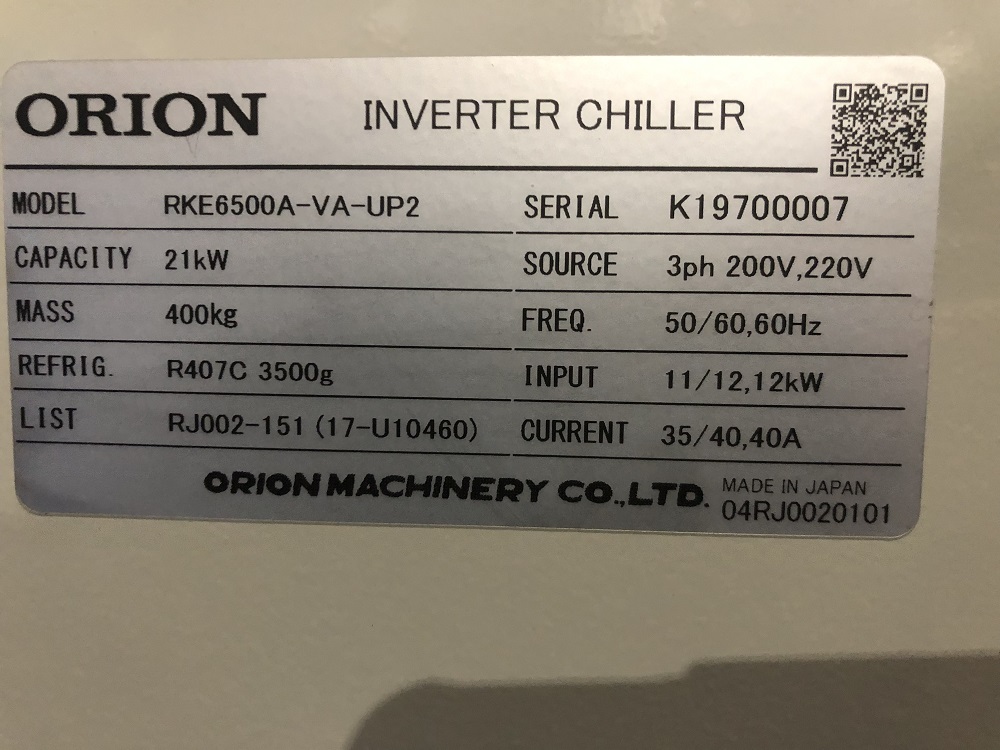 ORION INVERTER CHILLER
MODEL RKE6500A-VA-UP2 SERIAL K19700007
CAPACITY 21kW SOURCE 3ph 200V,220V
MASS 400kg FREQ. 50/60,60Hz
REFRIG. R407C 3500g INPUT 11/12,12kW
LIST RJ002-151 (17-U10460) CURRENT 35/40,40A
ORION MACHINERY CO.,LTD. MADE IN JAPAN
04RJ0020101